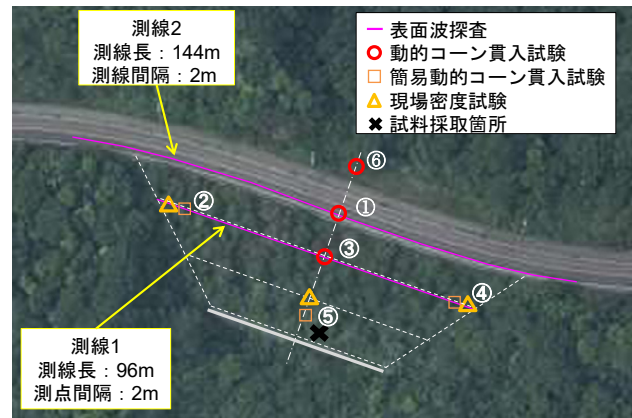 測線2
測線長：144m
測線間隔：2m
表面波探査
動的コーン貫入試験
簡易動的コーン貫入試験
現場密度試験
試料採取箇所
⑥
②
①
③
④
⑤
測線1
測線長：96m
測点間隔：2m